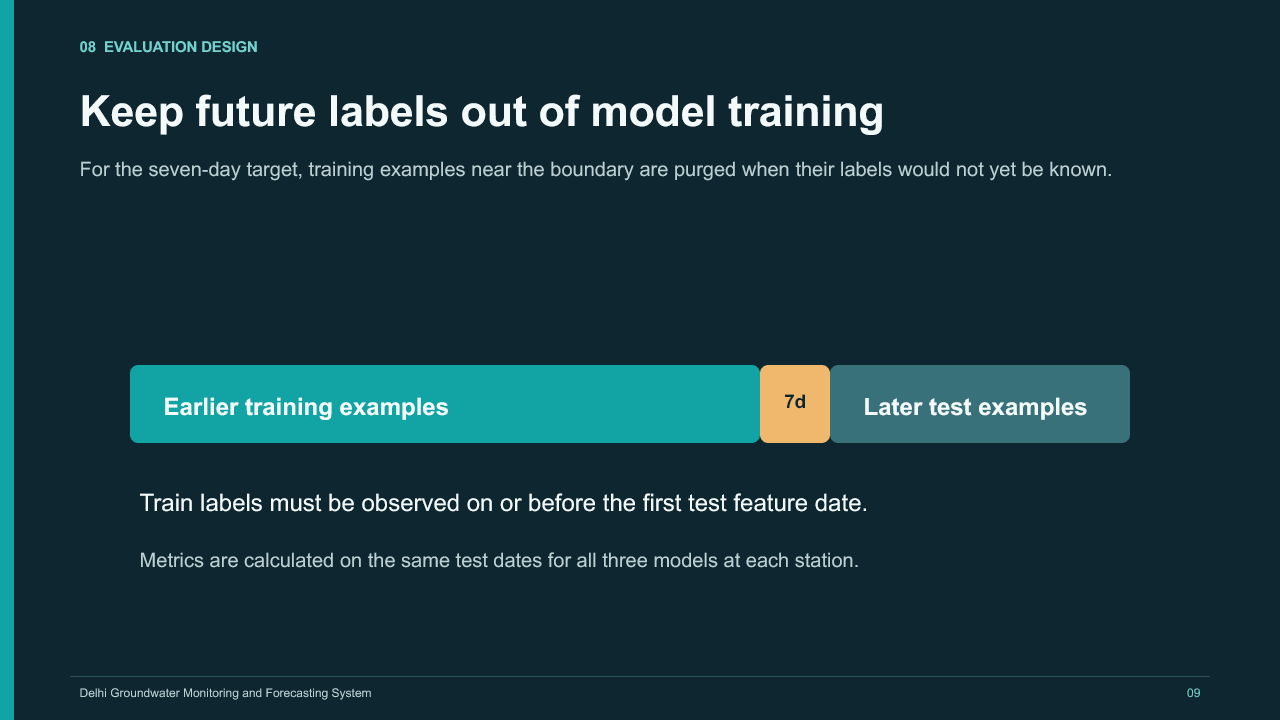 08 EVALUATION DESIGN
Keep future labels out of model training
For the seven-day target, training examples near the boundary are purged when their labels would not yet be known.
Earlier training examples
7d
Later test examples
Train labels must be observed on or before the first test feature date.
Metrics are calculated on the same test dates for all three models at each station.
Delhi Groundwater Monitoring and Forecasting System
09